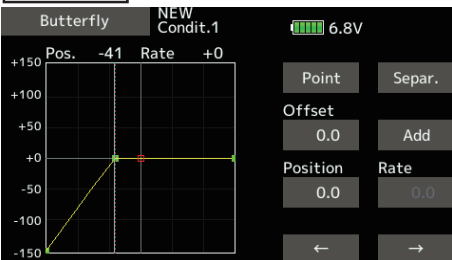 Butterfly
NEW
Condit.1
6.8V
Pos. -41 Rate +0
+150
+100
+50
+0
-50
-100
-150
Point
Separ.
Offset
0.0
Add
Position
Rate
0.0
0.0
←
→